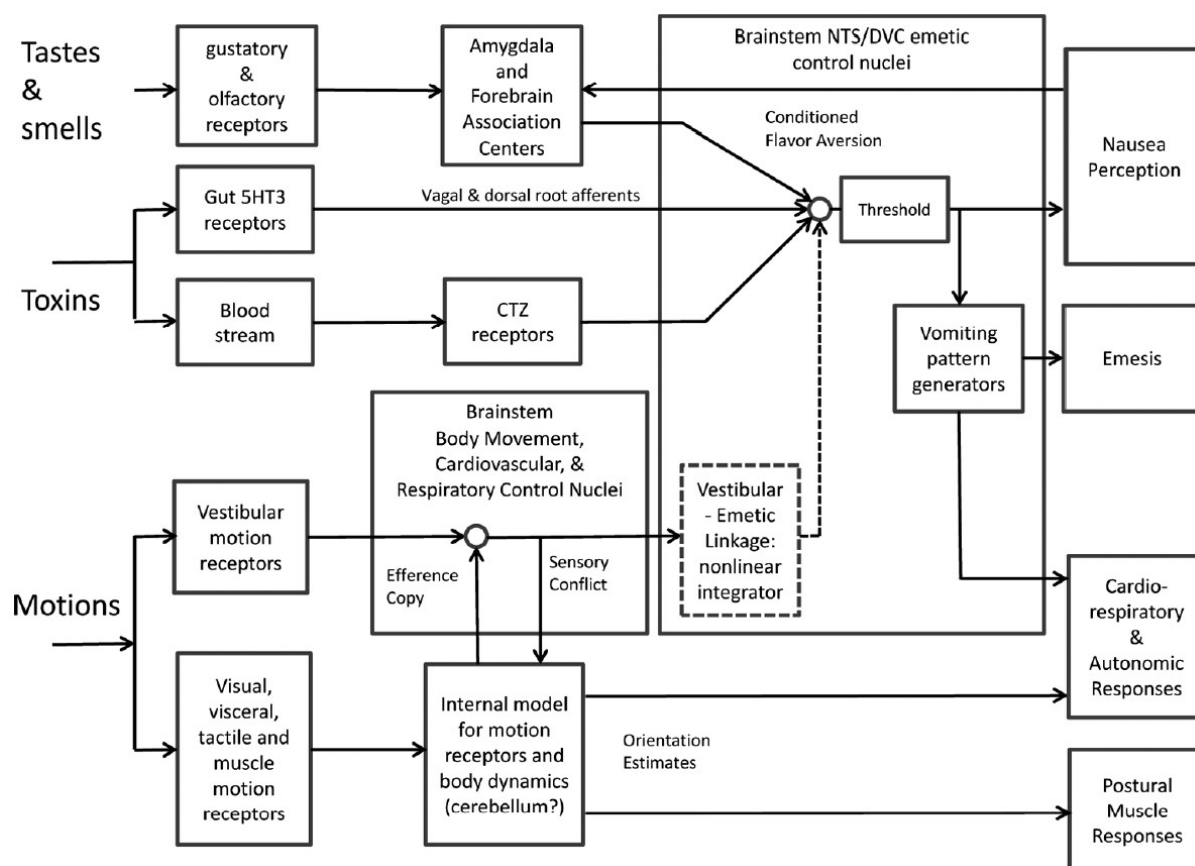 Tastes
&
smells
gustatory
&
olfactory
receptors
Amygdala
and
Forebrain
Association
Centers
Brainstem NTS/DVC emetic
control nuclei
Conditioned
Flavor Aversion
Nausea
Perception
Toxins
Gut 5HT3
receptors
Vagal & dorsal root afferents
Threshold
Blood
stream
CTZ
receptors
Vomiting
pattern
generators
Emesis
Brainstem
Body Movement,
Cardiovascular, &
Respiratory Control Nuclei
Motions
Vestibular
motion
receptors
Efference
Copy
Sensory
Conflict
Vestibular
- Emetic
Linkage:
nonlinear
integrator
Cardio-
respiratory
&
Autonomic
Responses
Visual,
visceral,
tactile and
muscle
motion
receptors
Internal model
for motion
receptors and
body dynamics
(cerebellum?)
Orientation
Estimates
Postural
Muscle
Responses